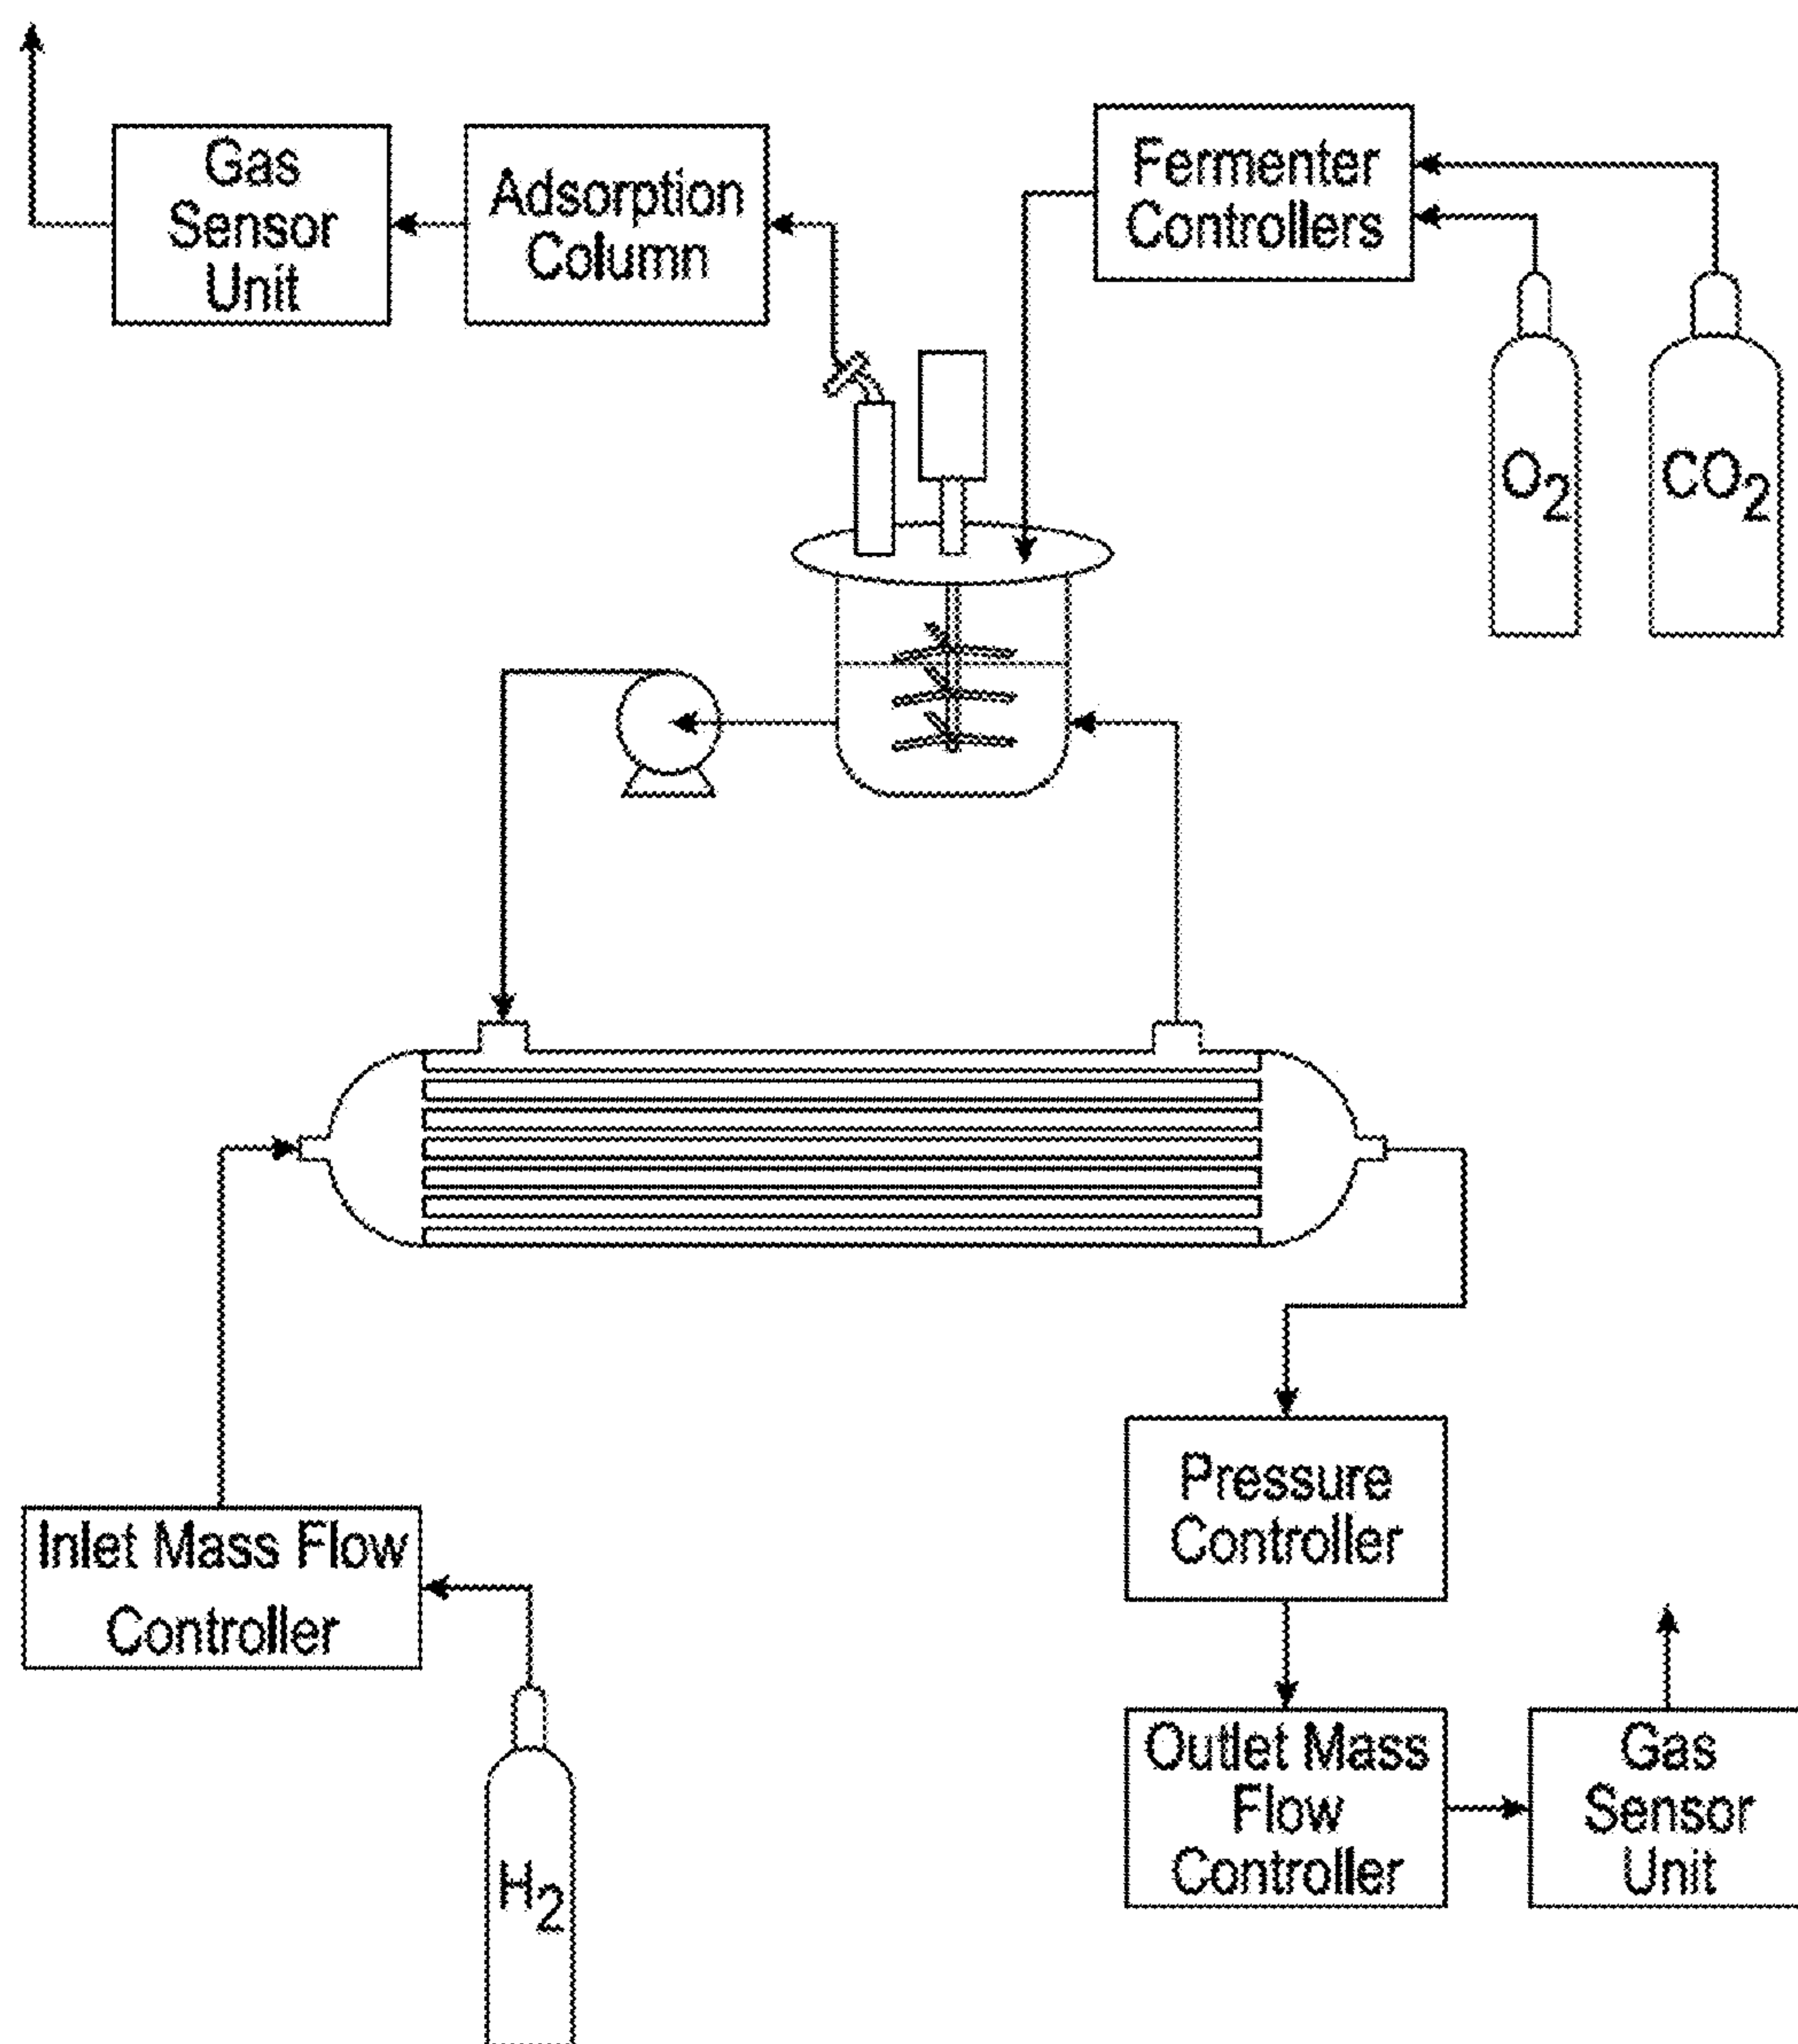 Gas
Sensor
Unit
Adsorption
Column
Fermenter
Controllers
O2
CO2
Pressure
Controller
Inlet Mass Flow
Controller
Outlet Mass
Flow
Controller
Gas
Sensor
Unit
H2